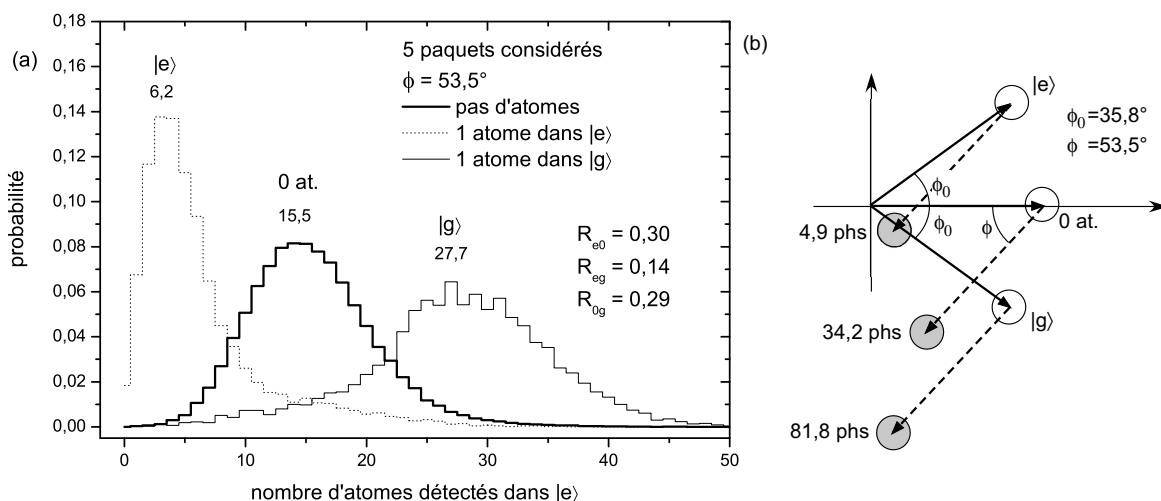 (a)
0,18
0,16
0,14
0,12
0,10
0,08
0,06
0,04
0,02
0,00
probabilité
0
10
20
30
40
50
nombre d'atomes détectés dans |e⟩
|e⟩
6,2
0 at.
15,5
|g⟩
27,7
5 paquets considérés
ϕ = 53,5°
pas d'atomes
1 atome dans |e⟩
1 atome dans |g⟩
R_e0 = 0,30
R_eg = 0,14
R_0g = 0,29
(b)
|e⟩
ϕ_0=35,8°
ϕ =53,5°
ϕ_0
ϕ_0
ϕ
0 at.
4,9 phs
|g⟩
34,2 phs
81,8 phs